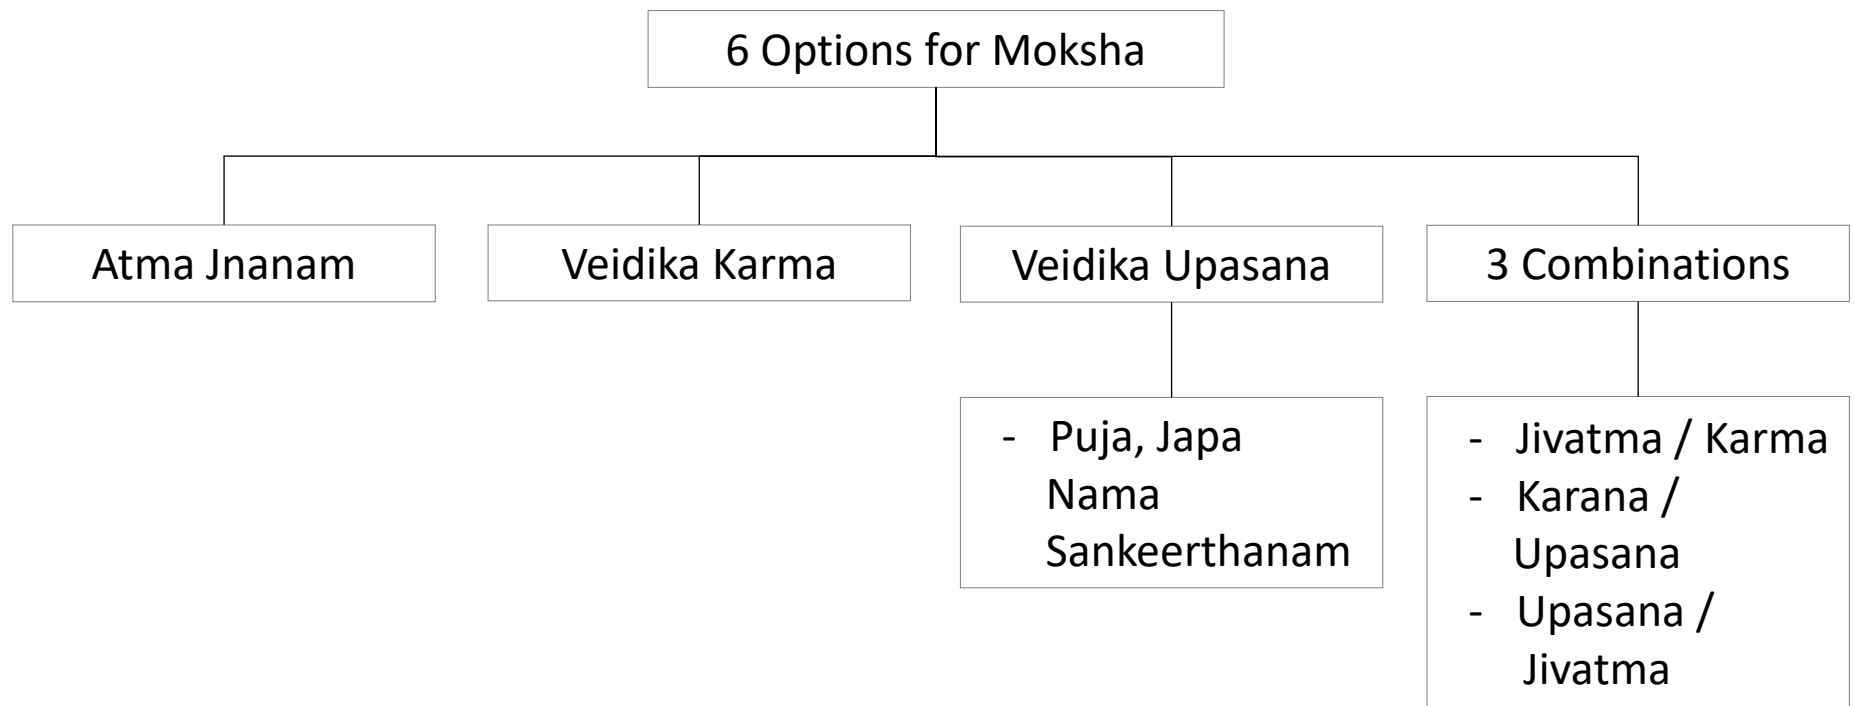 6 Options for Moksha
Atma Jnanam
Veidika Karma
Veidika Upasana
3 Combinations
- Puja, Japa
Nama
Sankeerthanam
- Jivatma / Karma
- Karana /
Upasana
- Upasana /
Jivatma